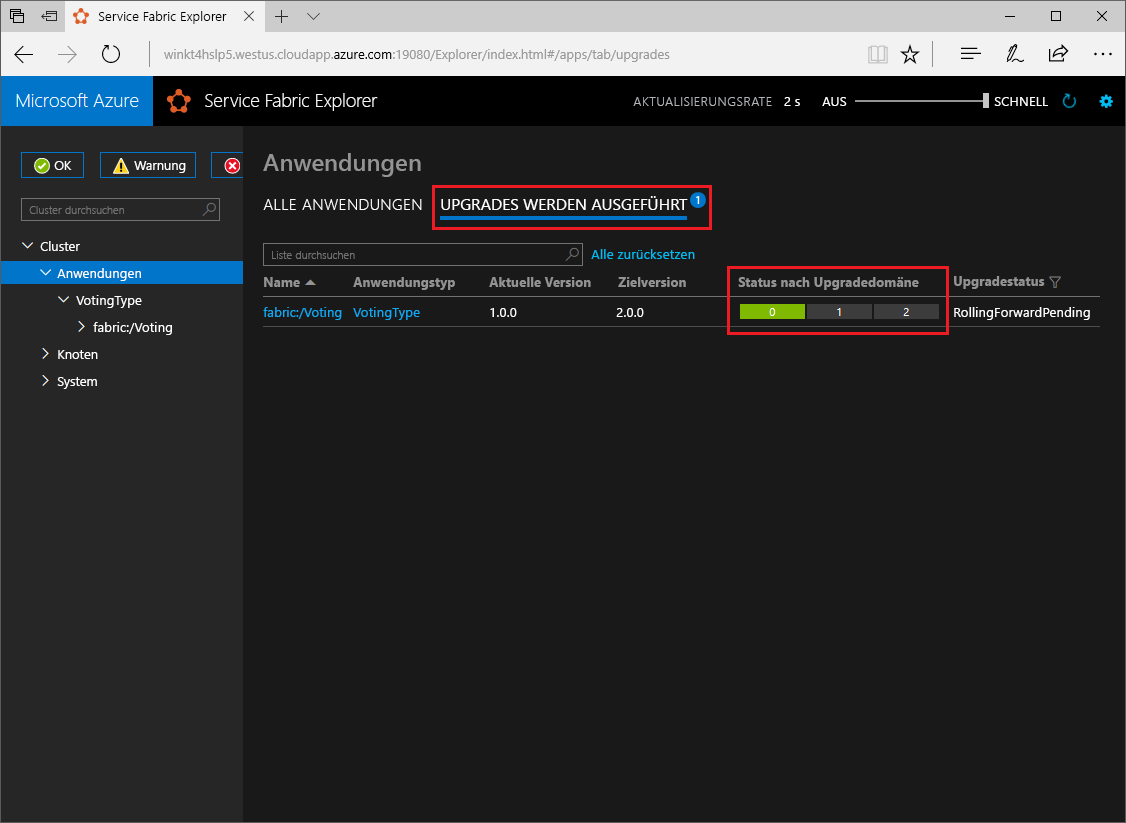 Service Fabric Explorer
winkt4hslp5.westus.cloudapp.azure.com:19080/Explorer/index.html#/apps/tab/upgrades
Microsoft Azure
Service Fabric Explorer
AKTUALISIERUNGSRATE 2 s AUS SCHNELL
OK Warnung
Cluster durchsuchen
Cluster
Anwendungen
VotingType
fabric:/Voting
Knoten
System
Anwendungen
ALLE ANWENDUNGEN UPGRADES WERDEN AUSGEFÜHRT 1
Liste durchsuchen Alle zurücksetzen
Name Anwendungstyp Aktuelle Version Zielversion Status nach Upgradedomäne Upgradestatus
fabric:/Voting VotingType 1.0.0 2.0.0 0 1 2 RollingForwardPending